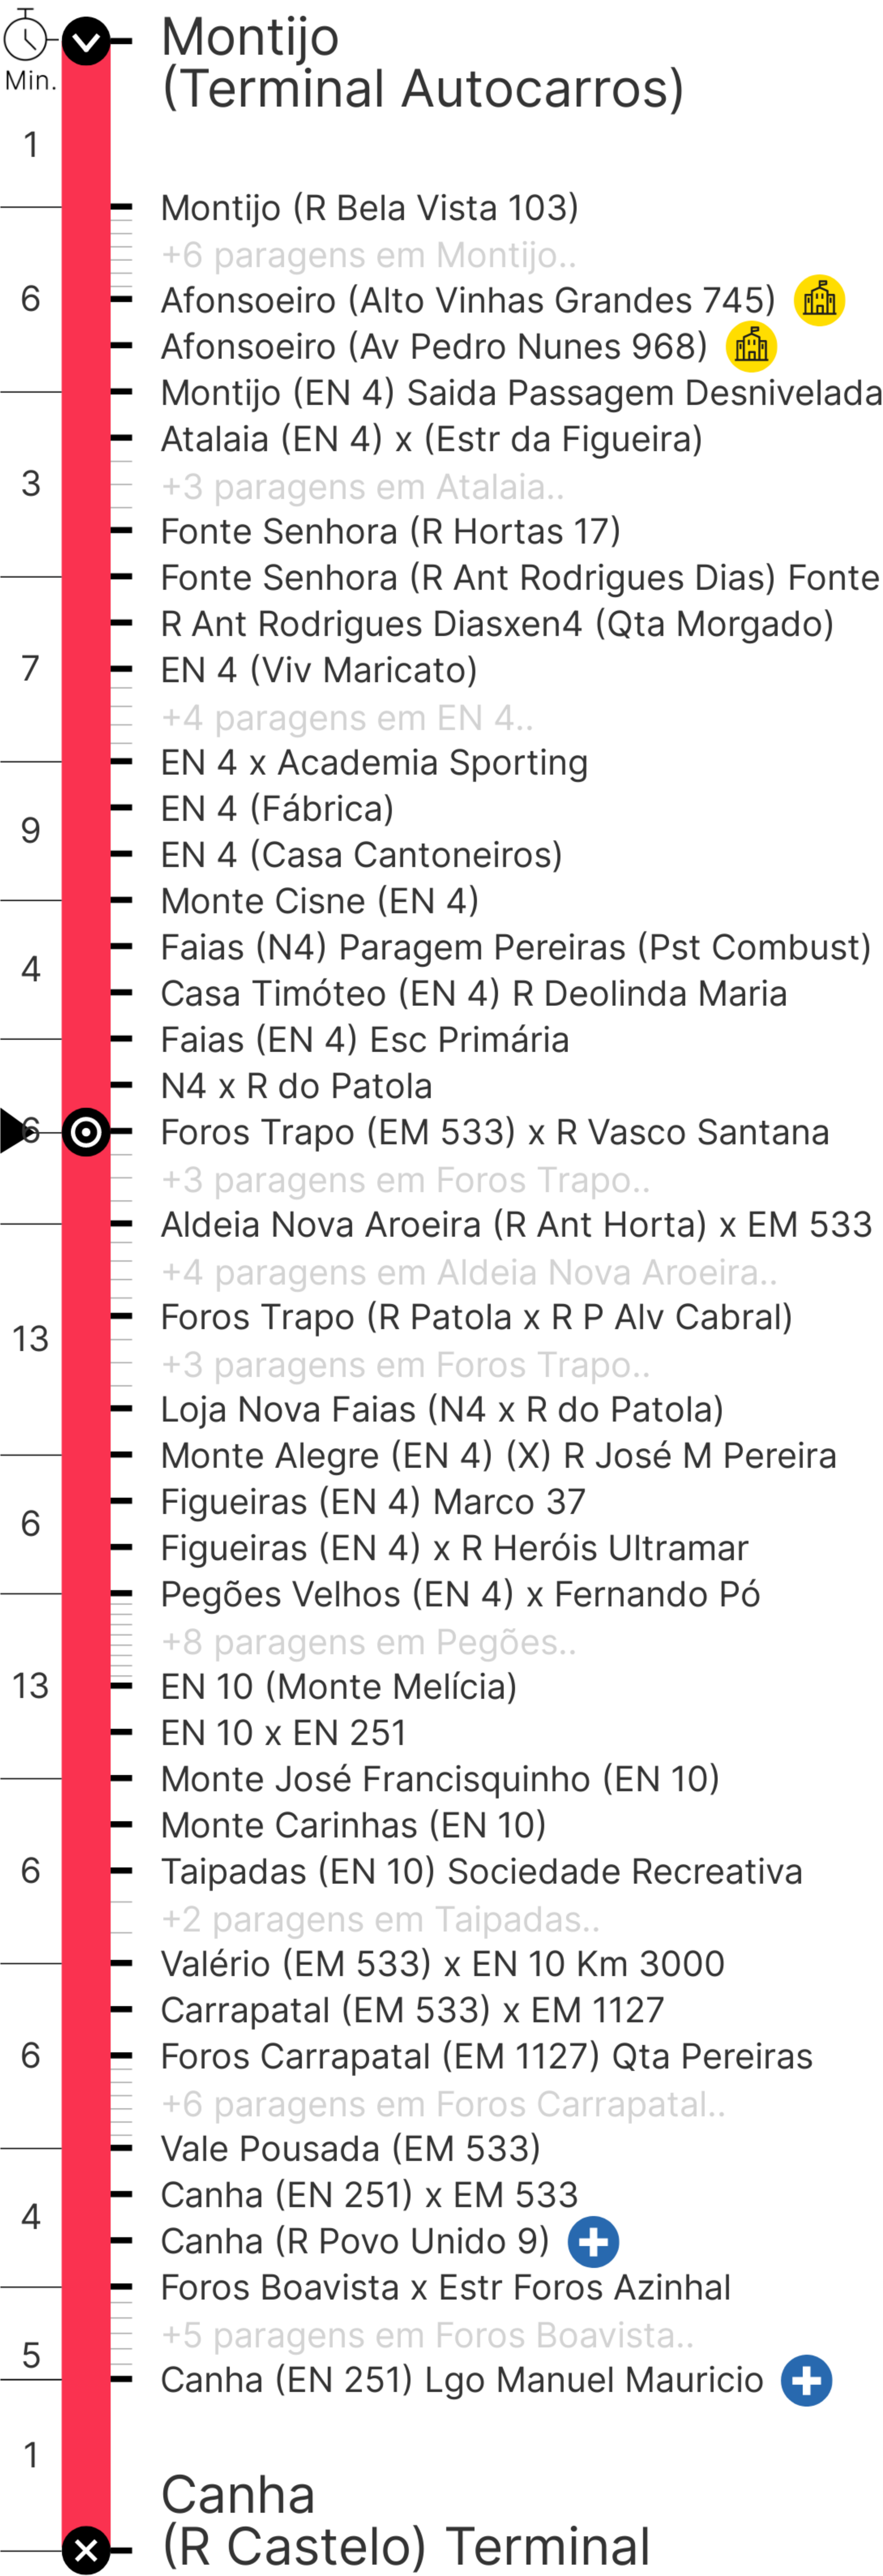 Montijo
(Terminal Autocarros)
Min.
1
Montijo (R Bela Vista 103)
+6 paragens em Montijo..
6
Afonsoeiro (Alto Vinhas Grandes 745)
Afonsoeiro (Av Pedro Nunes 968)
Montijo (EN 4) Saida Passagem Desnivelada
Atalaia (EN 4) x (Estr da Figueira)
3
+3 paragens em Atalaia..
Fonte Senhora (R Hortas 17)
Fonte Senhora (R Ant Rodrigues Dias) Fonte
R Ant Rodrigues Diasxen4 (Qta Morgado)
7
EN 4 (Viv Maricato)
+4 paragens em EN 4..
EN 4 x Academia Sporting
EN 4 (Fábrica)
9
EN 4 (Casa Cantoneiros)
Monte Cisne (EN 4)
Faias (N4) Paragem Pereiras (Pst Combust)
4
Casa Timóteo (EN 4) R Deolinda Maria
Faias (EN 4) Esc Primária
N4 x R do Patola
6
Foros Trapo (EM 533) x R Vasco Santana
+3 paragens em Foros Trapo..
Aldeia Nova Aroeira (R Ant Horta) x EM 533
+4 paragens em Aldeia Nova Aroeira..
Foros Trapo (R Patola x R P Alv Cabral)
13
+3 paragens em Foros Trapo..
Loja Nova Faias (N4 x R do Patola)
Monte Alegre (EN 4) (X) R José M Pereira
Figueiras (EN 4) Marco 37
6
Figueiras (EN 4) x R Heróis Ultramar
Pegões Velhos (EN 4) x Fernando Pó
+8 paragens em Pegões..
13
EN 10 (Monte Melícia)
EN 10 x EN 251
Monte José Francisquinho (EN 10)
Monte Carinhas (EN 10)
6
Taipadas (EN 10) Sociedade Recreativa
+2 paragens em Taipadas..
Valério (EM 533) x EN 10 Km 3000
Carrapatal (EM 533) x EM 1127
6
Foros Carrapatal (EM 1127) Qta Pereiras
+6 paragens em Foros Carrapatal..
Vale Pousada (EM 533)
Canha (EN 251) x EM 533
4
Canha (R Povo Unido 9)
Foros Boavista x Estr Foros Azinhal
+5 paragens em Foros Boavista..
5
Canha (EN 251) Lgo Manuel Mauricio
1
Canha
(R Castelo) Terminal